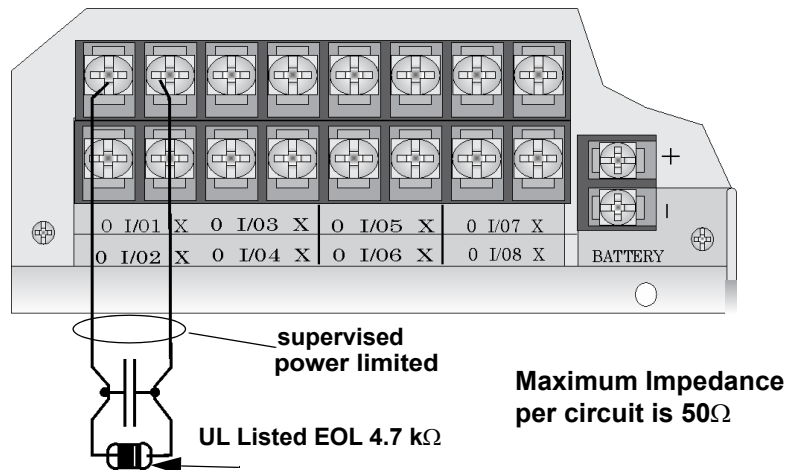 +
-
0 I/01 X 0 I/03 X 0 I/05 X 0 I/07 X
0 I/02 X 0 I/04 X 0 I/06 X 0 I/08 X
BATTERY
supervised
power limited
Maximum Impedance
per circuit is 50Ω
UL Listed EOL 4.7 kΩ